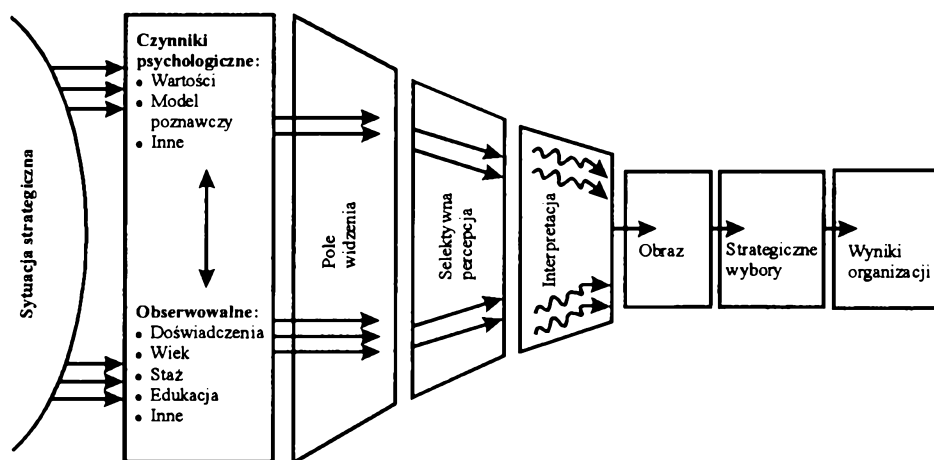 Sytuacja strategiczna
Czynniki
psychologiczne:
• Wartości
• Model
poznawczy
• Inne
Obserwowalne:
• Doświadczenia
• Wiek
• Staż
• Edukacja
• Inne
Pole
widzenia
Selektywna
percepcja
Interpretacja
Obraz
Strategiczne
wybory
Wyniki
organizacji